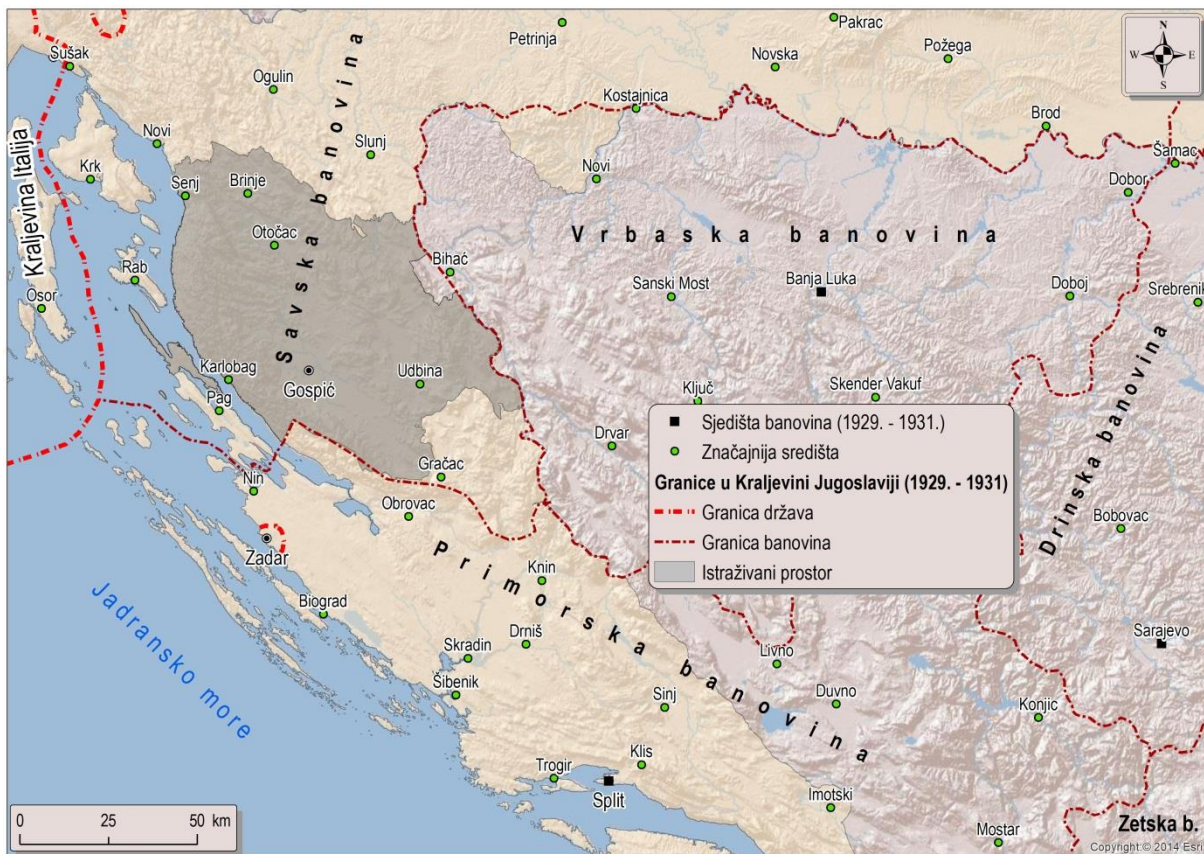 Sušak
Ogulin
Petrinja
Pakrac
Novska
Požega
N
W
E
S
Kostajnica
Brod
Novi
Slunj
Šamac
Krk
Senj
Brinje
Novi
Dobor
Kraljevina Italija
Savska banovina
Otočac
Vrbaska banovina
Rab
Bihać
Sanski Most
Banja Luka
Doboj
Srebrenik
Osor
Karlobag
Gospić
Udbina
Pag
Ključ
Skender Vakuf
Drinska banovina
Drvar
Sjedišta banovina (1929. - 1931.)
Značajnija središta
Granice u Kraljevini Jugoslaviji (1929. - 1931)
Granica država
Granica banovina
Istraživani prostor
Gračac
Nin
Obrovac
Bobovac
Zadar
Primorska banovina
Knin
Biograd
Jadransko more
Skradin
Drniš
Sarajevo
Livno
Šibenik
Sinj
Duvno
Konjic
Trogir
Klis
Split
Imotski
Mostar
Zetska b.
0 25 50 km
Copyright:© 2014 Esri